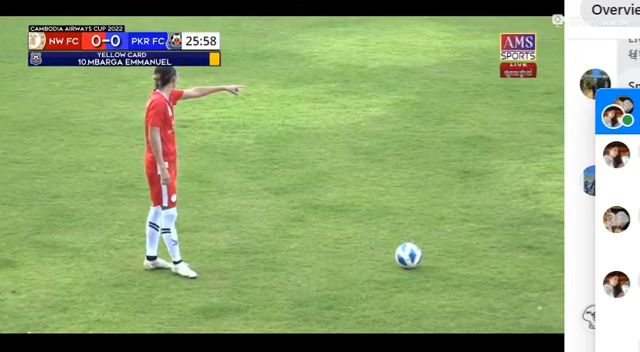 CAMBODIA AIRWAYS CUP 2022
NW FC 0-0 PKR FC 25:58
YELLOW CARD
10.MBARGA EMMANUEL
AMS
SPORTS
LIVE
Overvie